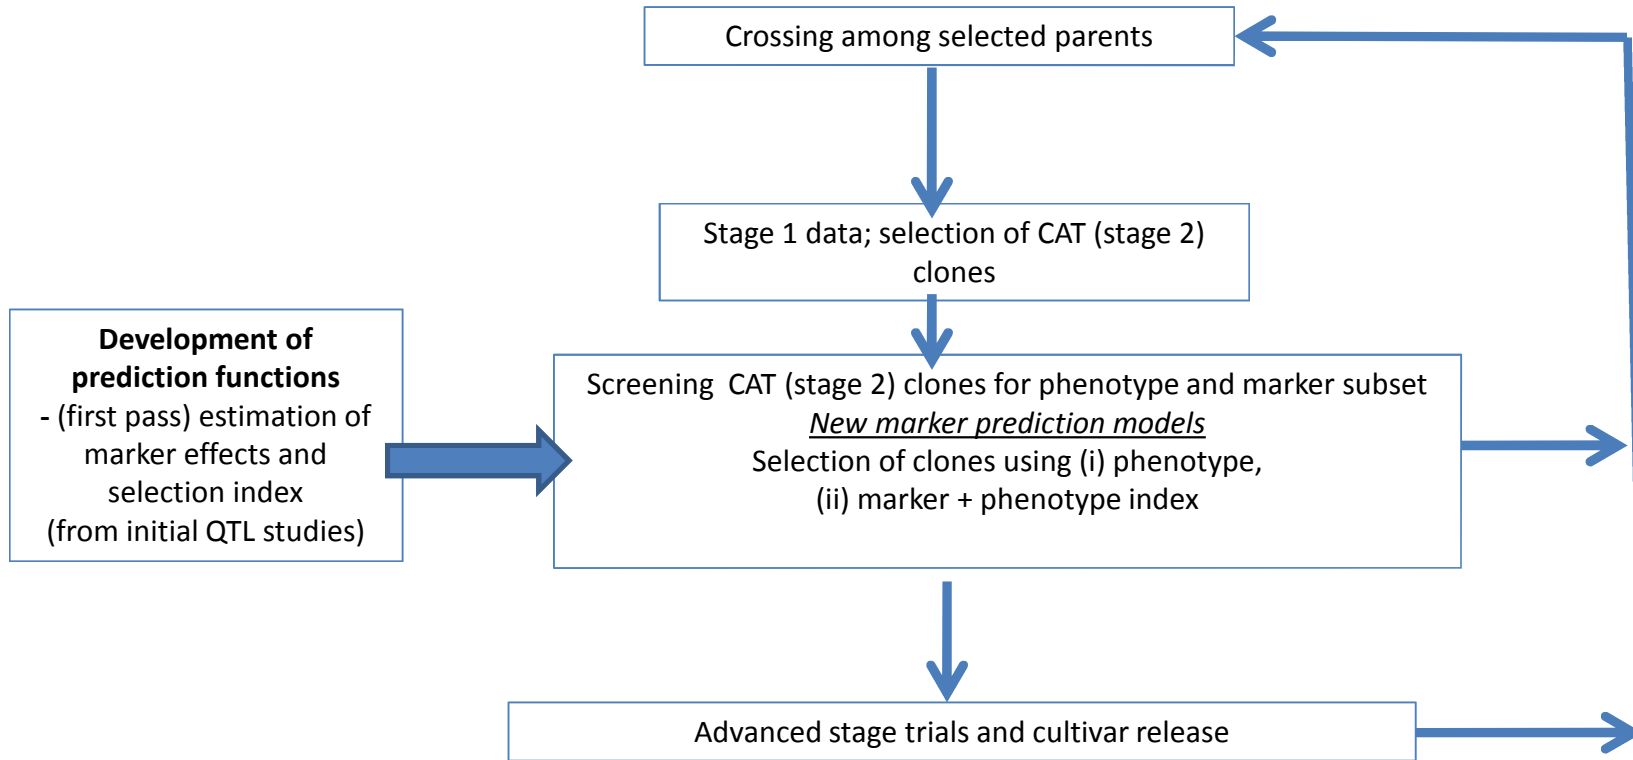 Crossing among selected parents
Stage 1 data; selection of CAT (stage 2)
clones
Development of
prediction functions
- (first pass) estimation of
marker effects and
selection index
(from initial QTL studies)
Screening  CAT (stage 2) clones for phenotype and marker subset
New marker prediction models
Selection of clones using (i) phenotype,
(ii) marker + phenotype index
Advanced stage trials and cultivar release